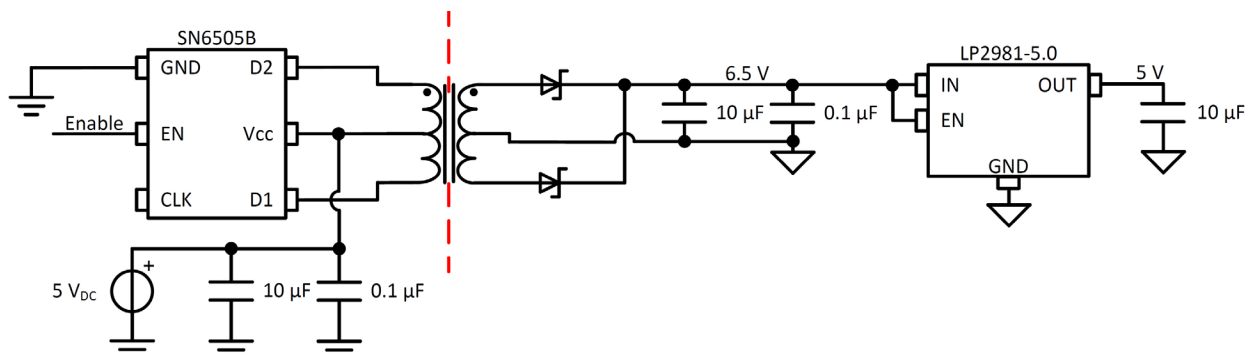 SN6505B
LP2981-5.0
GND D2
6.5 V
5 V
IN
OUT
10 µF
0.1 µF
10 µF
Enable
EN Vcc
EN
GND
CLK D1
+
5 VDC
10 µF
0.1 µF